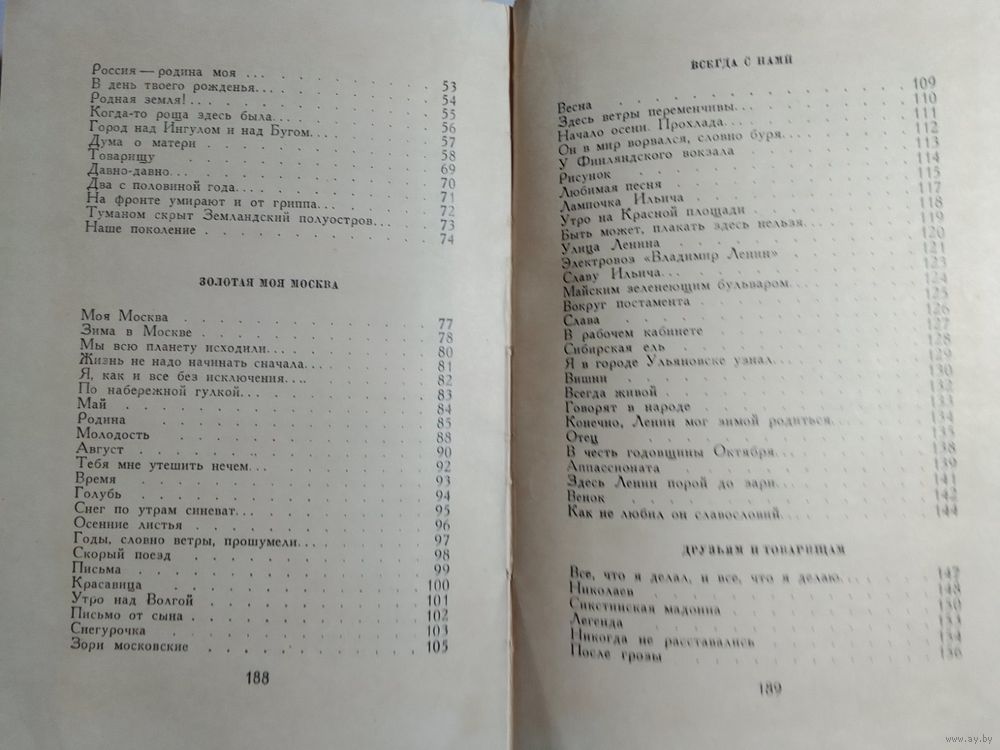 Россия — родина моя ... 53
В день твоего рожденья... 54
Родная земля!.. 55
Когда-то роща здесь была... 56
Город над Ингулом и над Бугом... 57
Дума о матери 58
Товарищу 69
Давно-давно... 70
Два с половиной года... 71
На фронте умирают и от гриппа... 72
Туманом скрыт Земландский полуостров... 73
Наше поколение 74
ЗОЛОТАЯ МОЯ МОСКВА
Моя Москва 77
Зима в Москве 78
Мы всю планету исходили... 80
Жизнь не надо начинать сначала... 81
Я, как и все без исключения... 82
По набережной гулкой... 83
Май 84
Родина 85
Молодость 88
Август 90
Тебя мне утешить нечем... 92
Время 93
Голубь 94
Снег по утрам синеват... 95
Осенние листья 96
Годы, словно ветры, прошумели... 97
Скорый поезд 98
Письма 99
Красавица 100
Утро над Волгой 101
Письмо от сына 102
Снегурочка 103
Зори московские 105
188
ВСЕГДА С НАМИ
Весна 109
Здесь ветры переменчивы... 110
Начало осени. Прохлада... 111
Он в мир ворвался, словно буря... 112
У Финляндского вокзала 113
Рисунок 114
Любимая песня 115
Лампочка Ильича 117
Утро на Красной площади 118
Быть может, плакать здесь нельзя... 119
Улица Ленина 120
Электровоз «Владимир Ленин» 121
Славу Ильича... 123
Майским зеленеющим бульваром... 124
Вокруг постамента 125
Слава 126
В рабочем кабинете 127
Сибирская ель 128
Я в городе Ульяновске узнал... 129
Вишни 130
Всегда живой 132
Говорят в народе 133
Конечно, Ленин мог зимой родиться... 134
Отец 135
В честь годовщины Октября... 138
Аппассионата 139
Здесь Ленин порой до зари... 141
Венок 142
Как не любил он славословий... 144
ДРУЗЬЯМ И ТОВАРИЩАМ
Все, что я делал, и все, что я делаю... 147
Николаев 148
Сикстинская мадонна 150
Легенда 153
Никогда не расставались 154
После грозы 156
189
www.ay.by